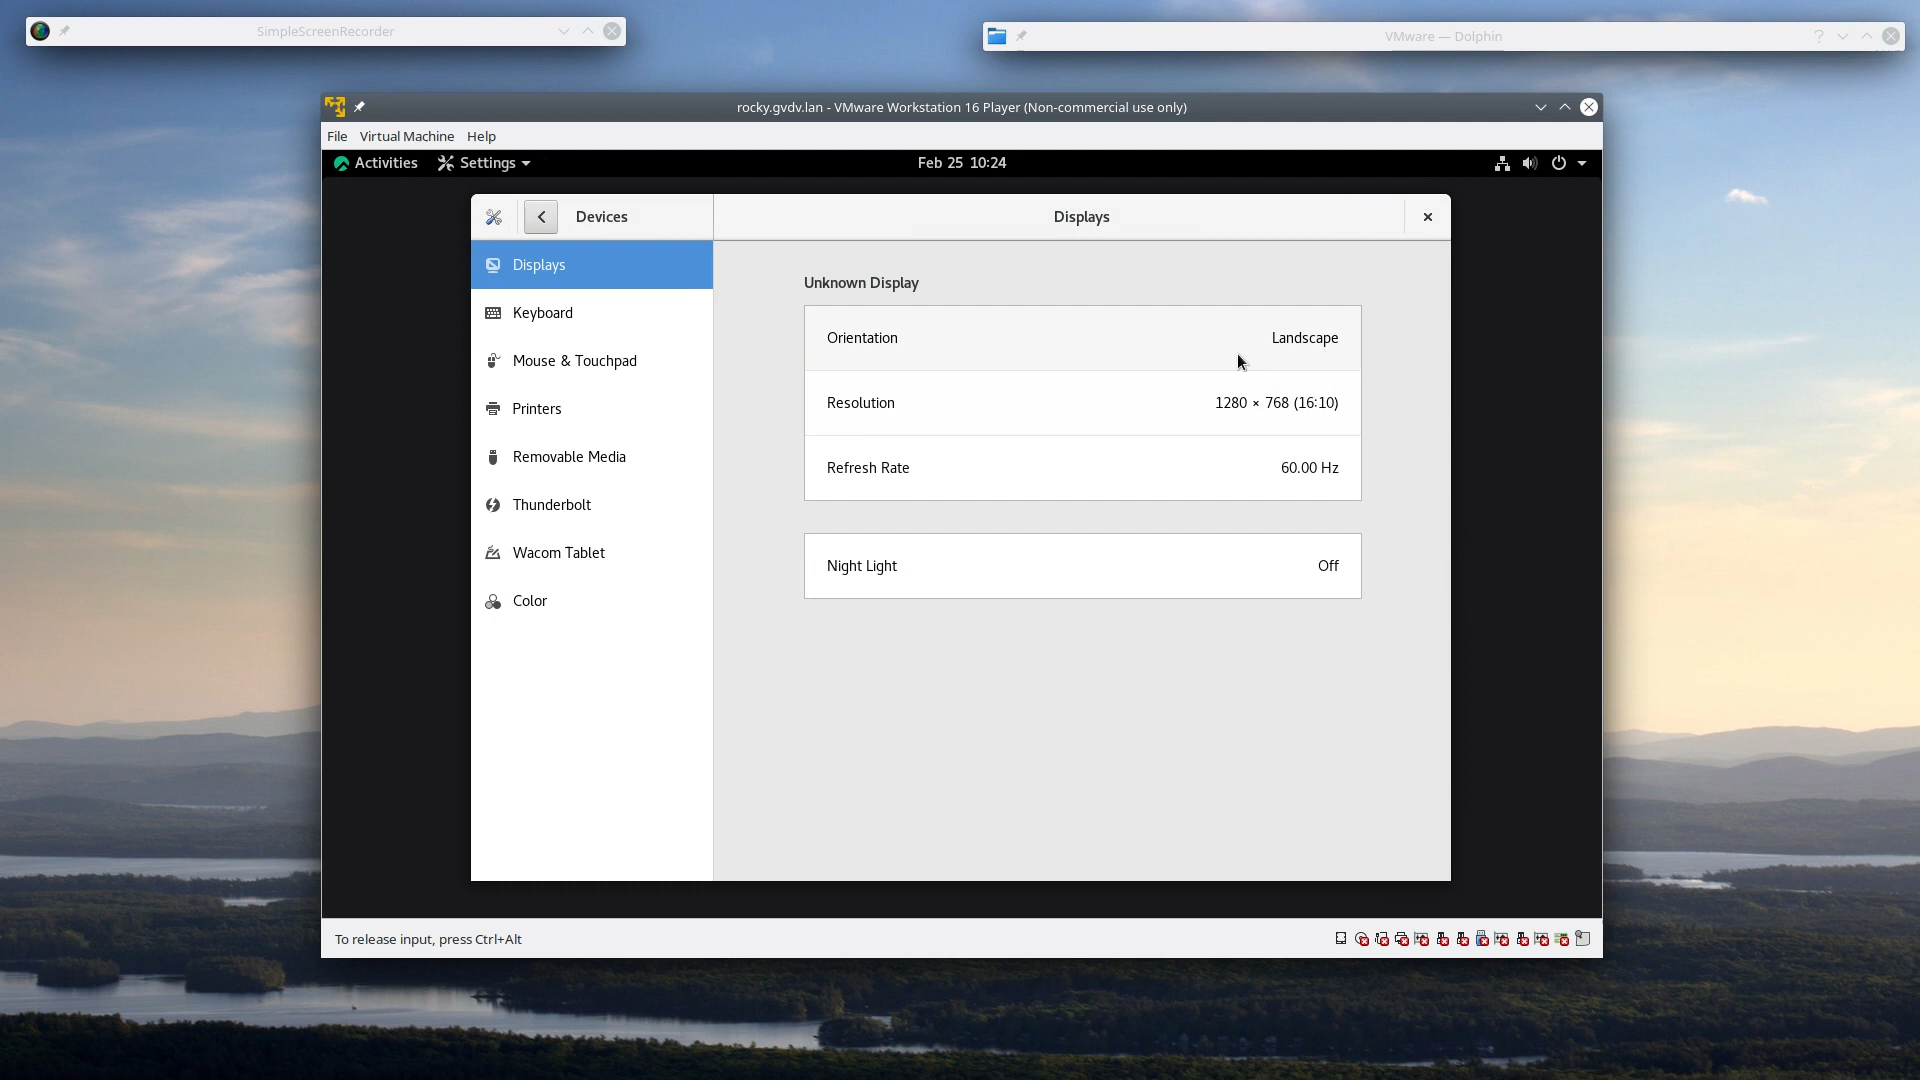 SimpleScreenRecorder
VMware — Dolphin
rocky.gvdv.lan - VMware Workstation 16 Player (Non-commercial use only)
File Virtual Machine Help
Activities Settings Feb 25 10:24
Devices Displays
Displays
Keyboard
Mouse & Touchpad
Printers
Removable Media
Thunderbolt
Wacom Tablet
Color
Unknown Display
Orientation Landscape
Resolution 1280 × 768 (16:10)
Refresh Rate 60.00 Hz
Night Light Off
To release input, press Ctrl+Alt